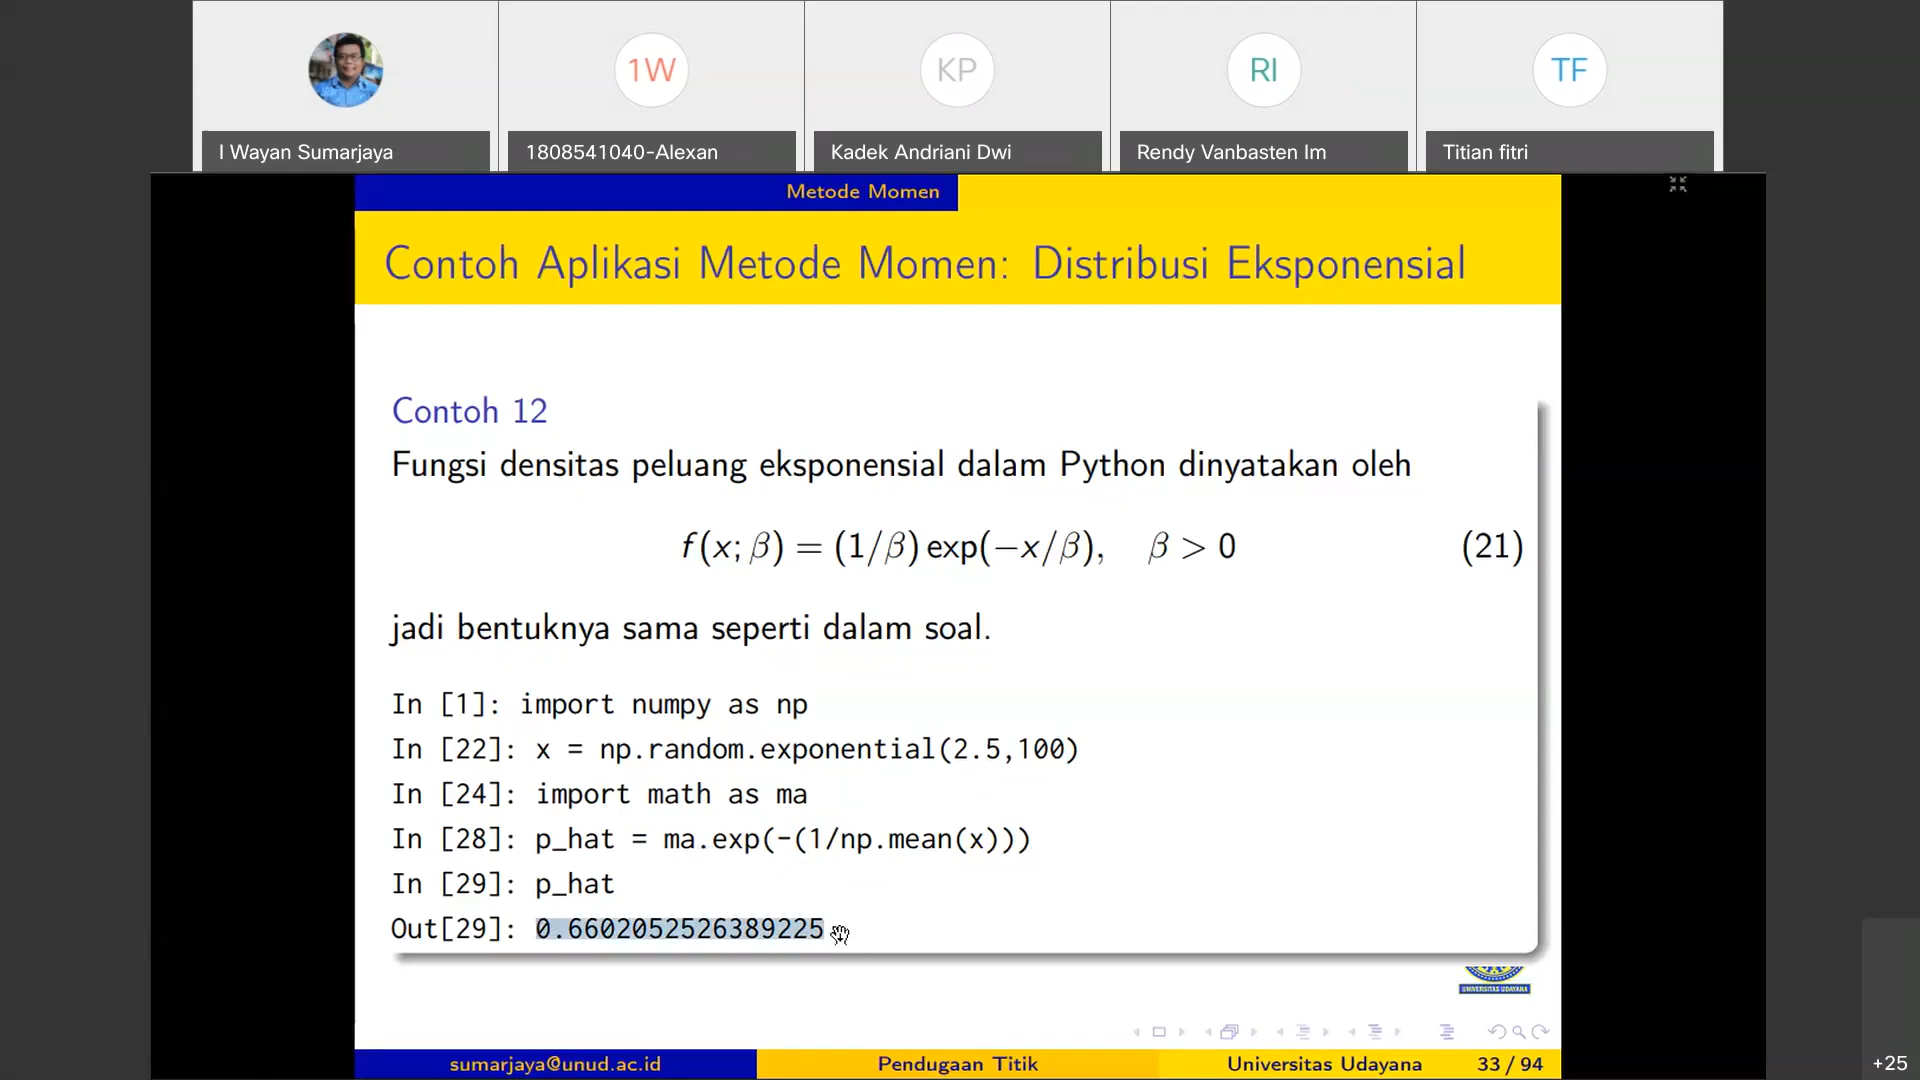 1W
KP
RI
TF
I Wayan Sumarjaya
1808541040-Alexan
Kadek Andriani Dwi
Rendy Vanbasten Im
Titian fitri
Metode Momen
Contoh Aplikasi Metode Momen: Distribusi Eksponensial
Contoh 12
Fungsi densitas peluang eksponensial dalam Python dinyatakan oleh
f(x; β) = (1/β) exp(−x/β), β > 0 (21)
jadi bentuknya sama seperti dalam soal.
In [1]: import numpy as np
In [22]: x = np.random.exponential(2.5,100)
In [24]: import math as ma
In [28]: p_hat = ma.exp(-(1/np.mean(x)))
In [29]: p_hat
Out[29]: 0.6602052526389225
UNIVERSITAS UDAYANA
sumarjaya@unud.ac.id Pendugaan Titik Universitas Udayana 33 / 94
+25